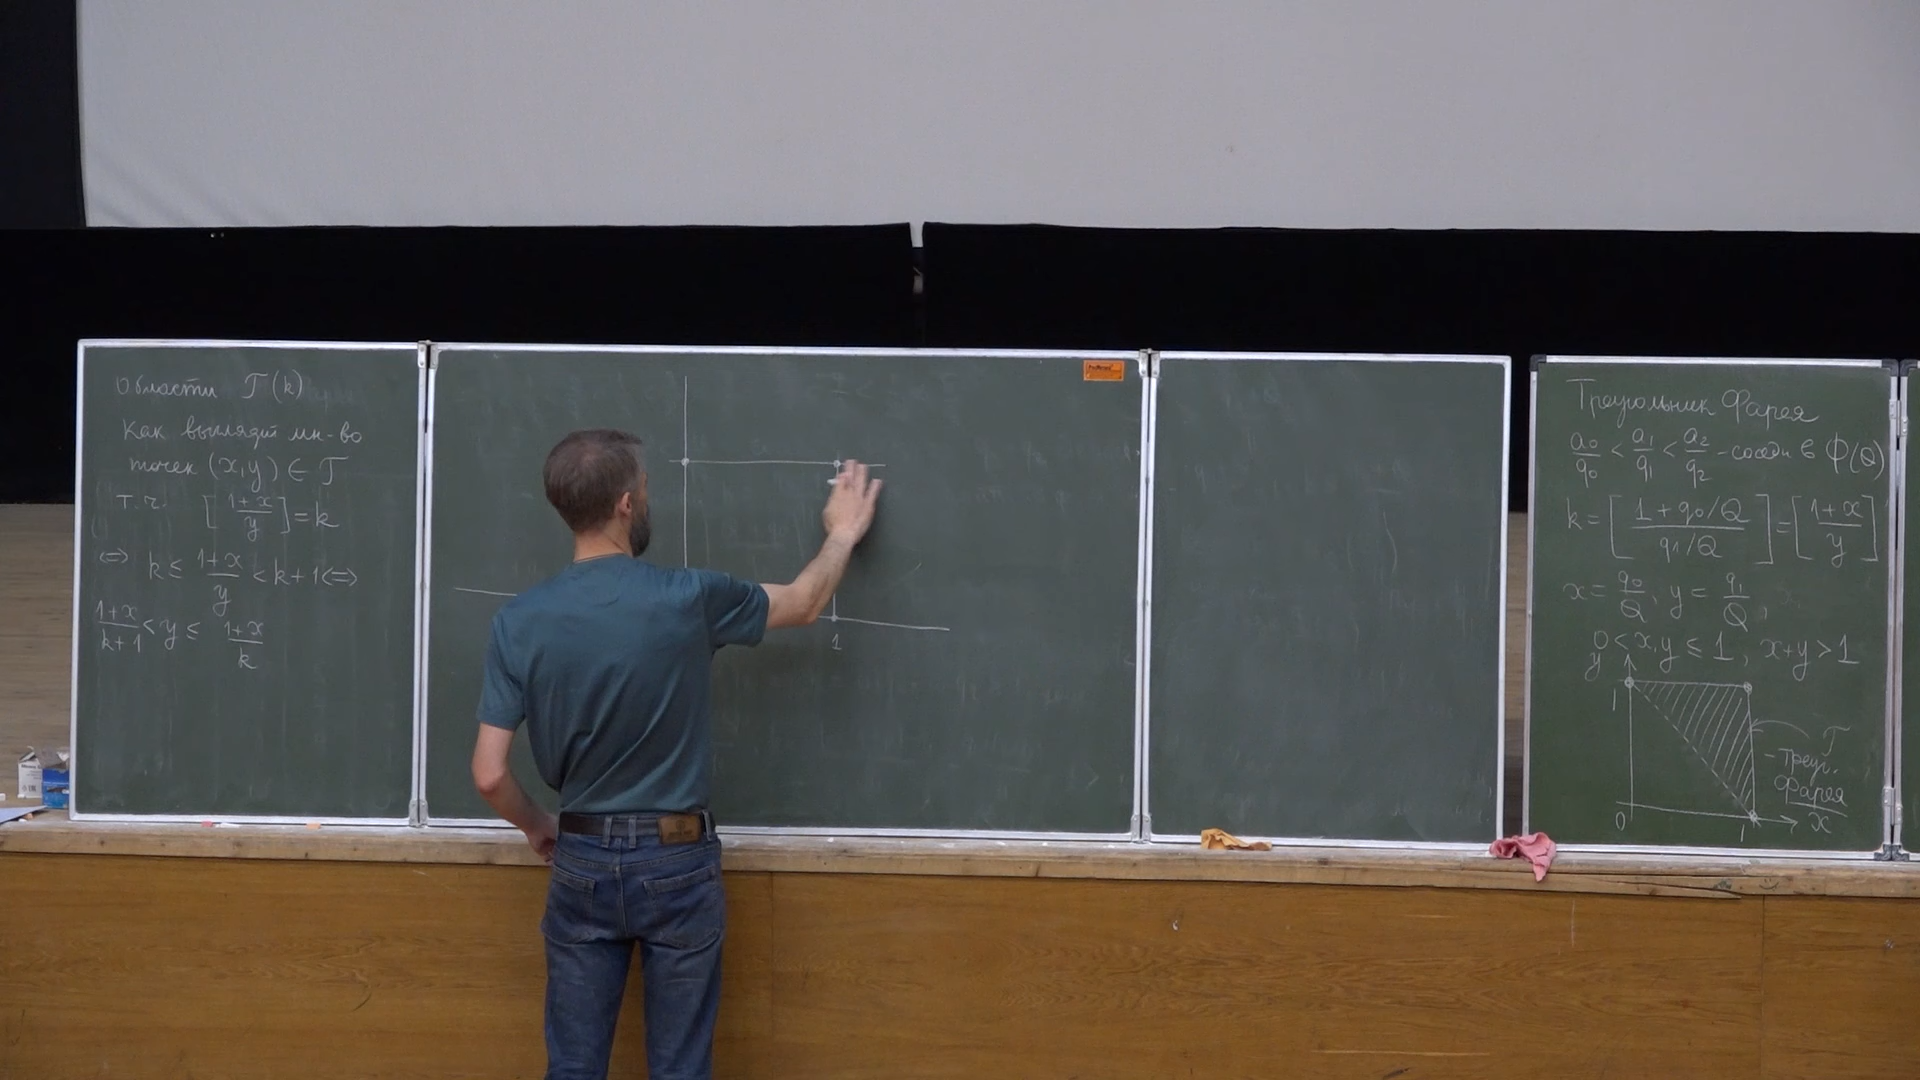 Области 𝒯(k)
Как выглядит мн-во
точек (x,y) ∈ 𝒯
т.ч. [(1+x)/y] = k
⇔ k ≤ (1+x)/y < k+1 ⇔
(1+x)/(k+1) < y ≤ (1+x)/k
1
Треугольник Фарея
a₀/q₀ < a₁/q₁ < a₂/q₂ - соседи в Φ(Q)
k = [(1+q₀/Q)/(q₁/Q)] = [(1+x)/y]
x = q₀/Q, y = q₁/Q,
0 < x,y ≤ 1, x+y > 1
y
1
𝒯
- треуг.
Фарея
0
1
x